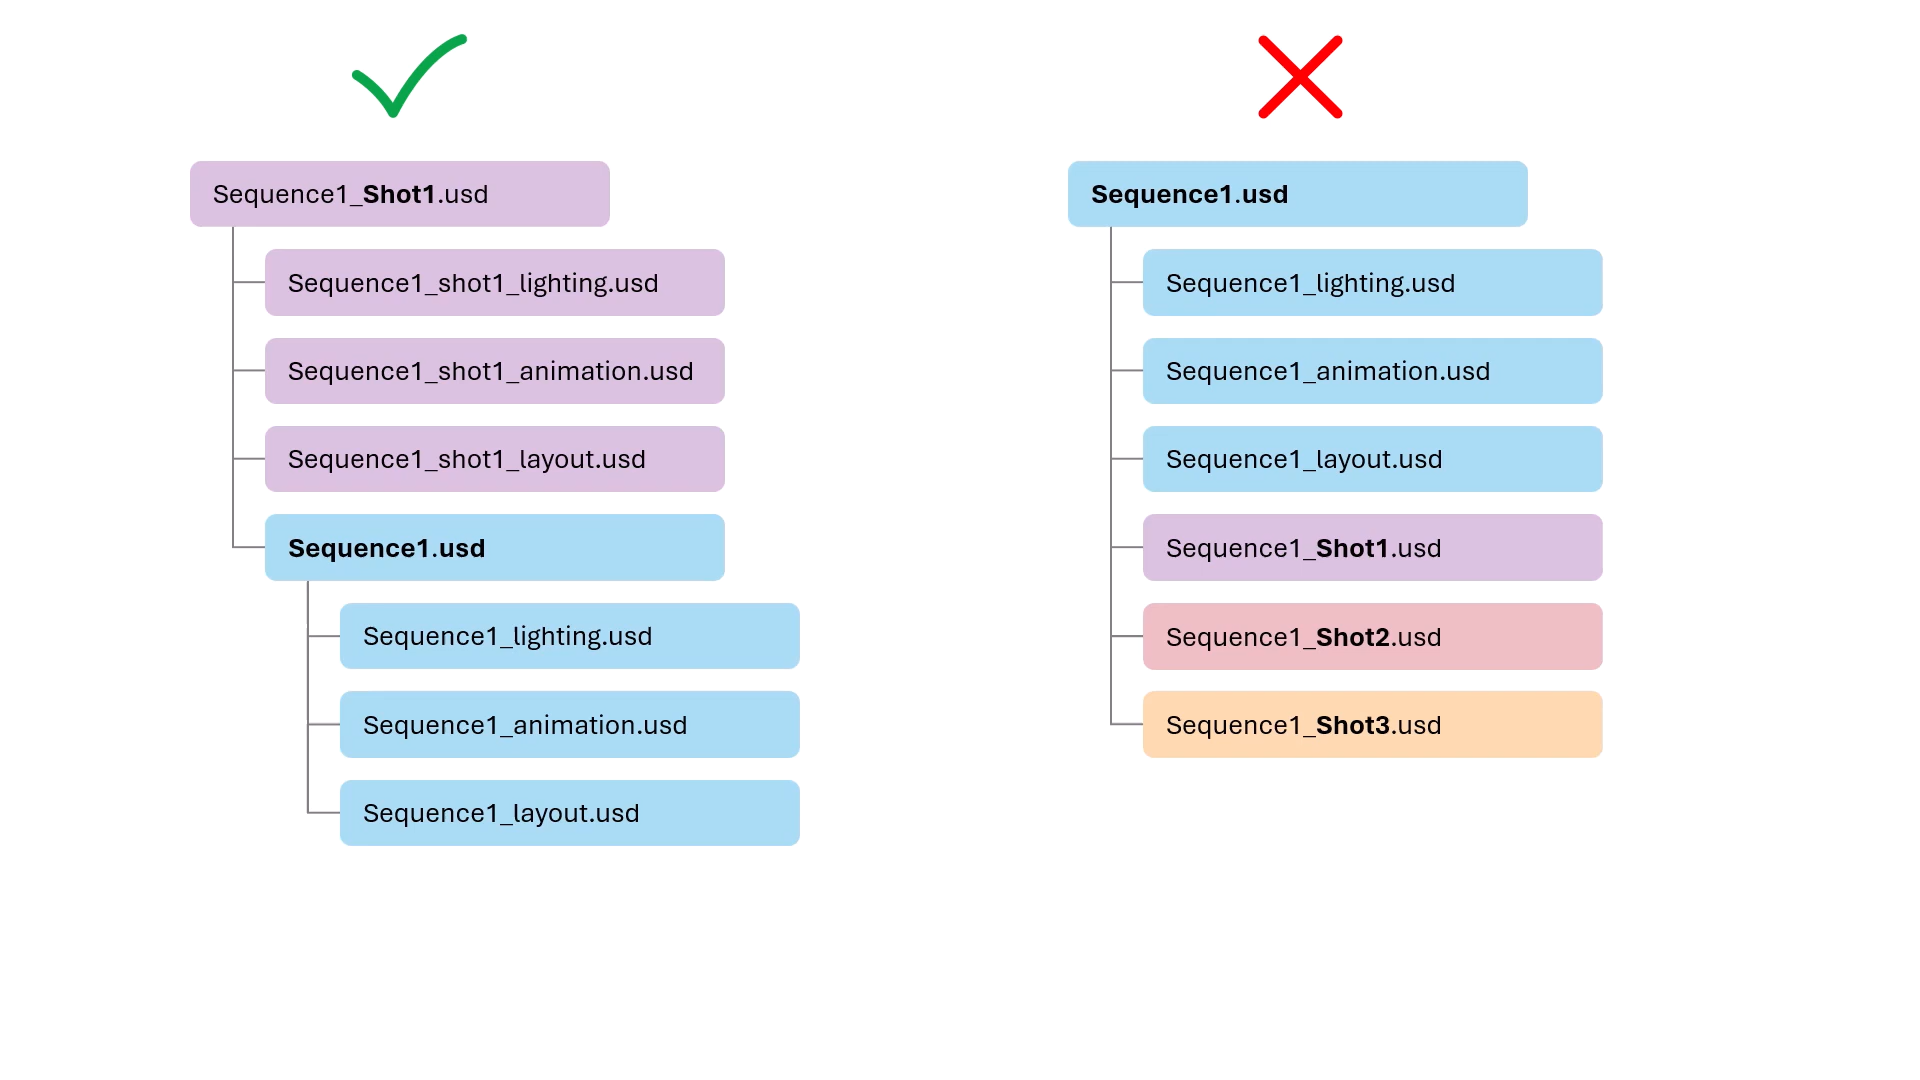 Sequence1_Shot1.usd
Sequence1_shot1_lighting.usd
Sequence1_shot1_animation.usd
Sequence1_shot1_layout.usd
Sequence1.usd
Sequence1_lighting.usd
Sequence1_animation.usd
Sequence1_layout.usd
Sequence1.usd
Sequence1_lighting.usd
Sequence1_animation.usd
Sequence1_layout.usd
Sequence1_Shot1.usd
Sequence1_Shot2.usd
Sequence1_Shot3.usd